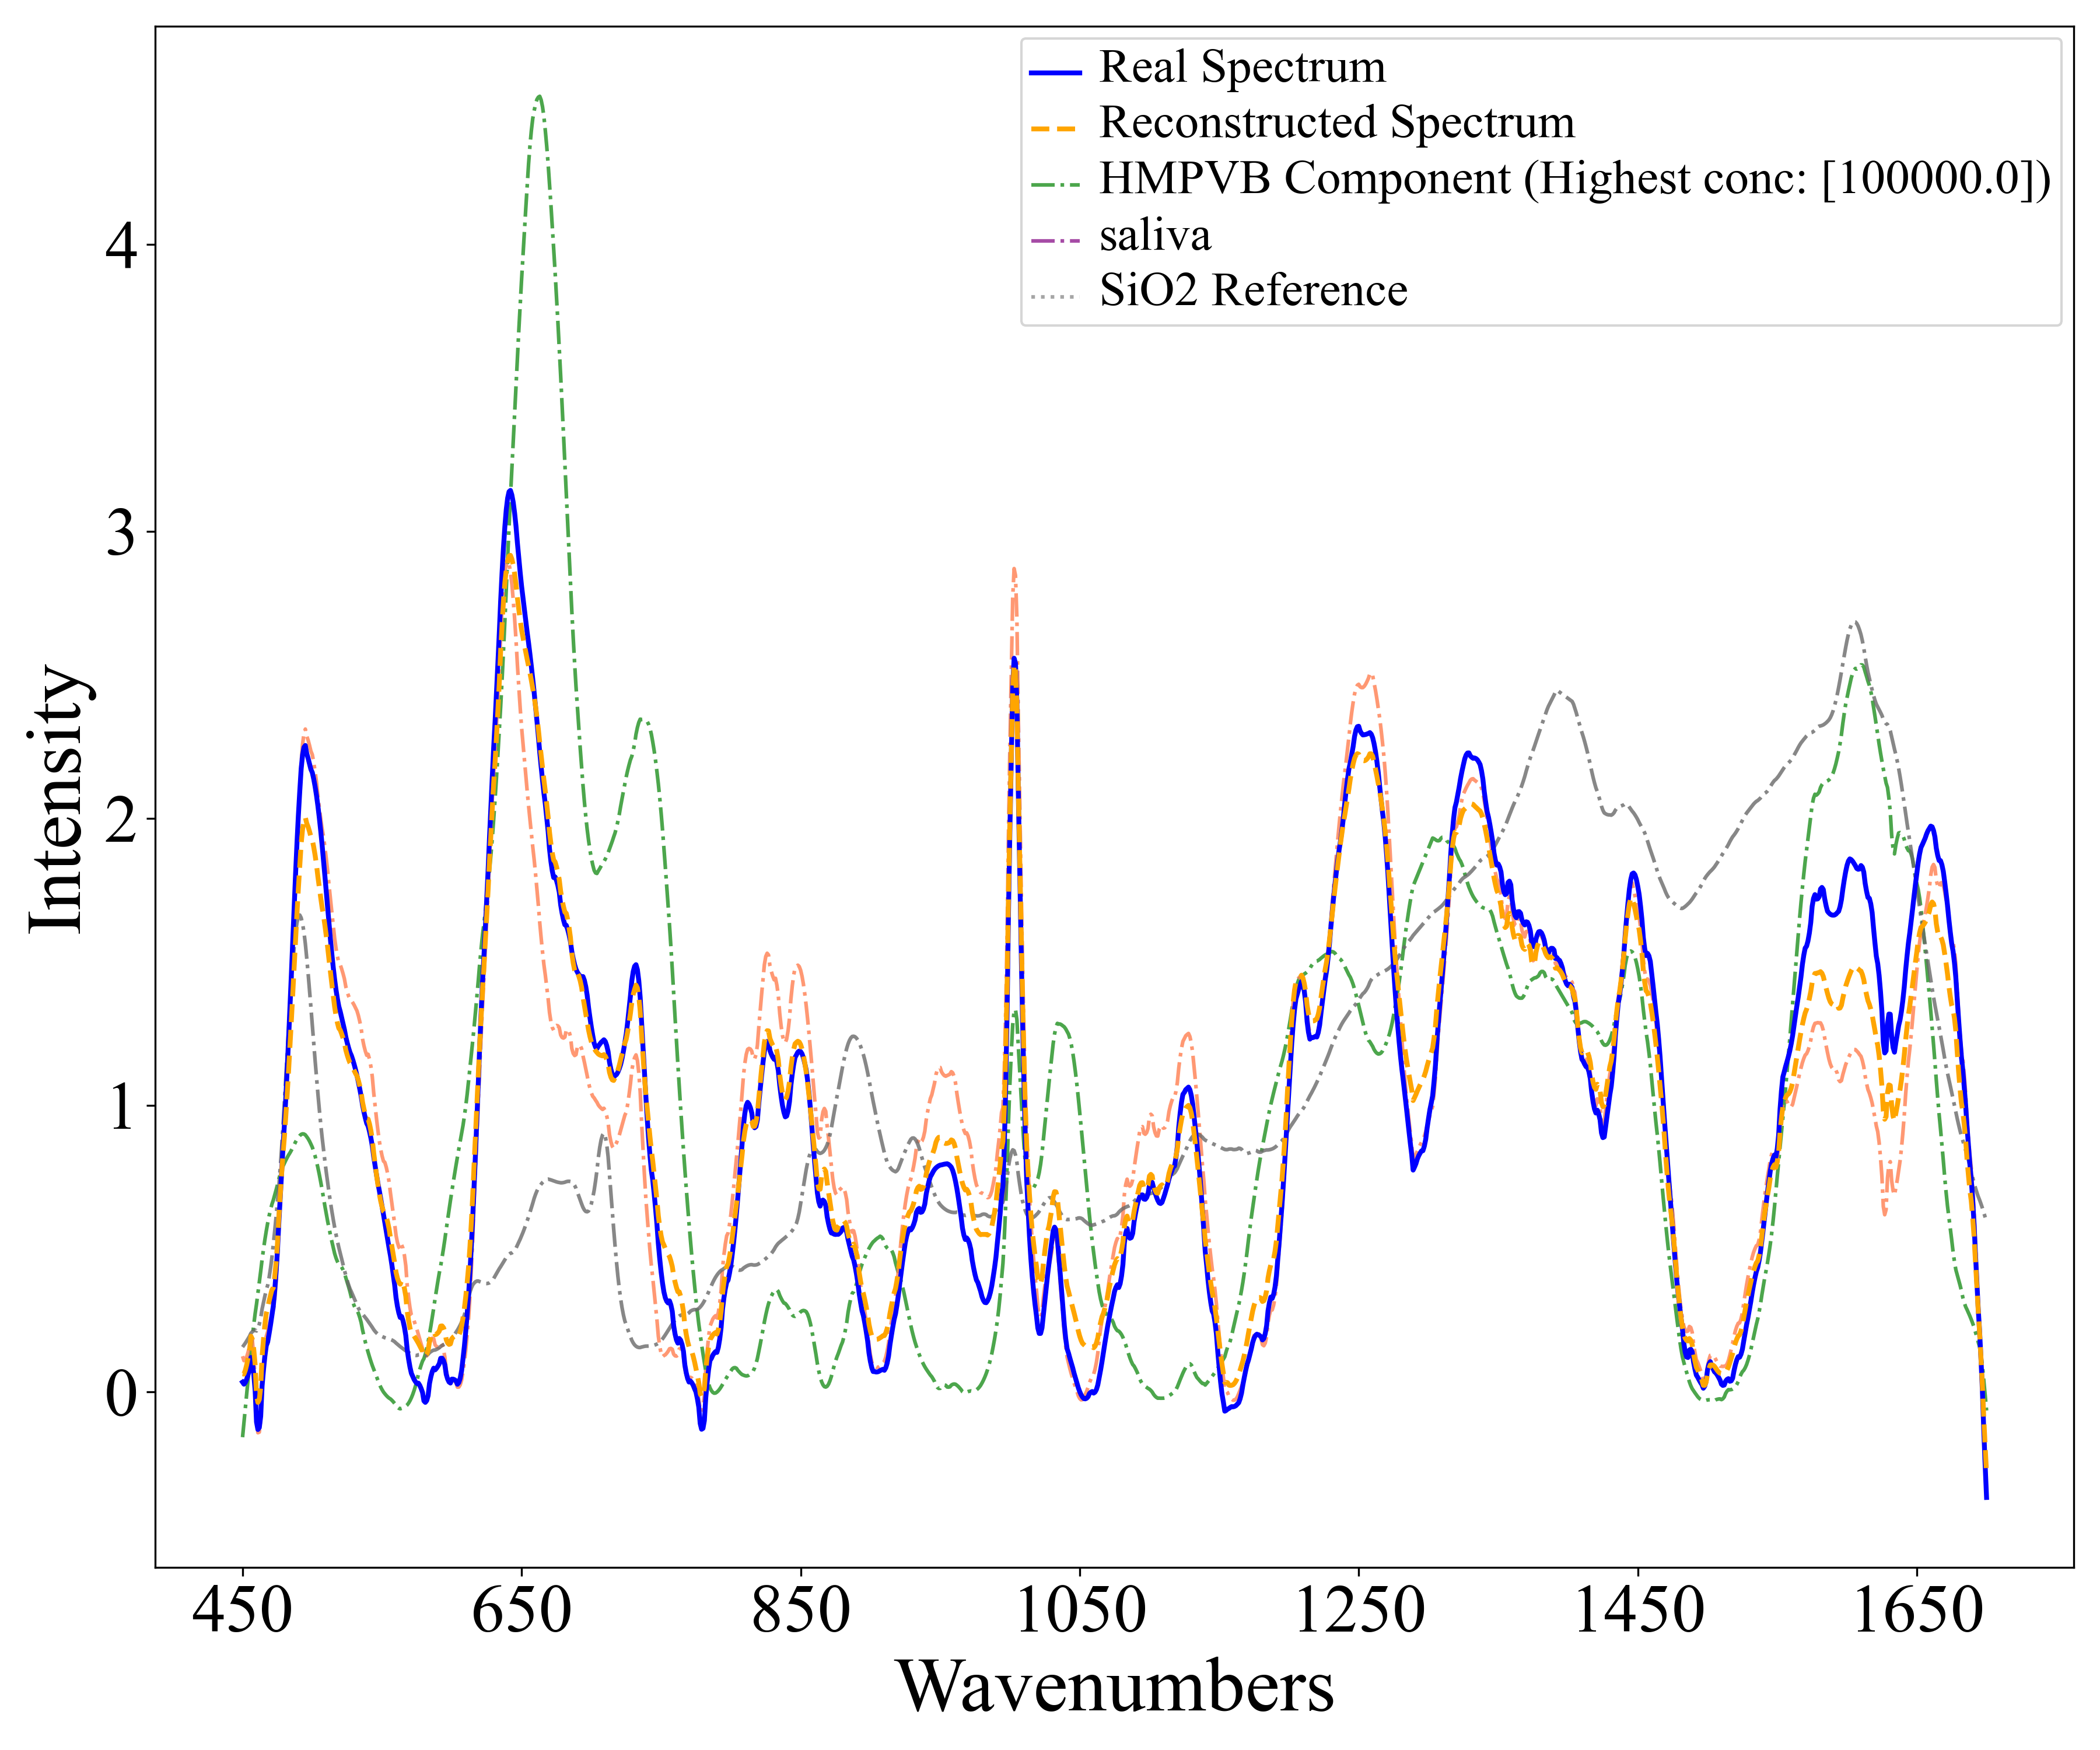 Real Spectrum
Reconstructed Spectrum
HMPVB Component (Highest conc: [100000.0])
saliva
SiO2 Reference
Intensity
4
3
2
1
0
450 650 850 1050 1250 1450 1650
Wavenumbers